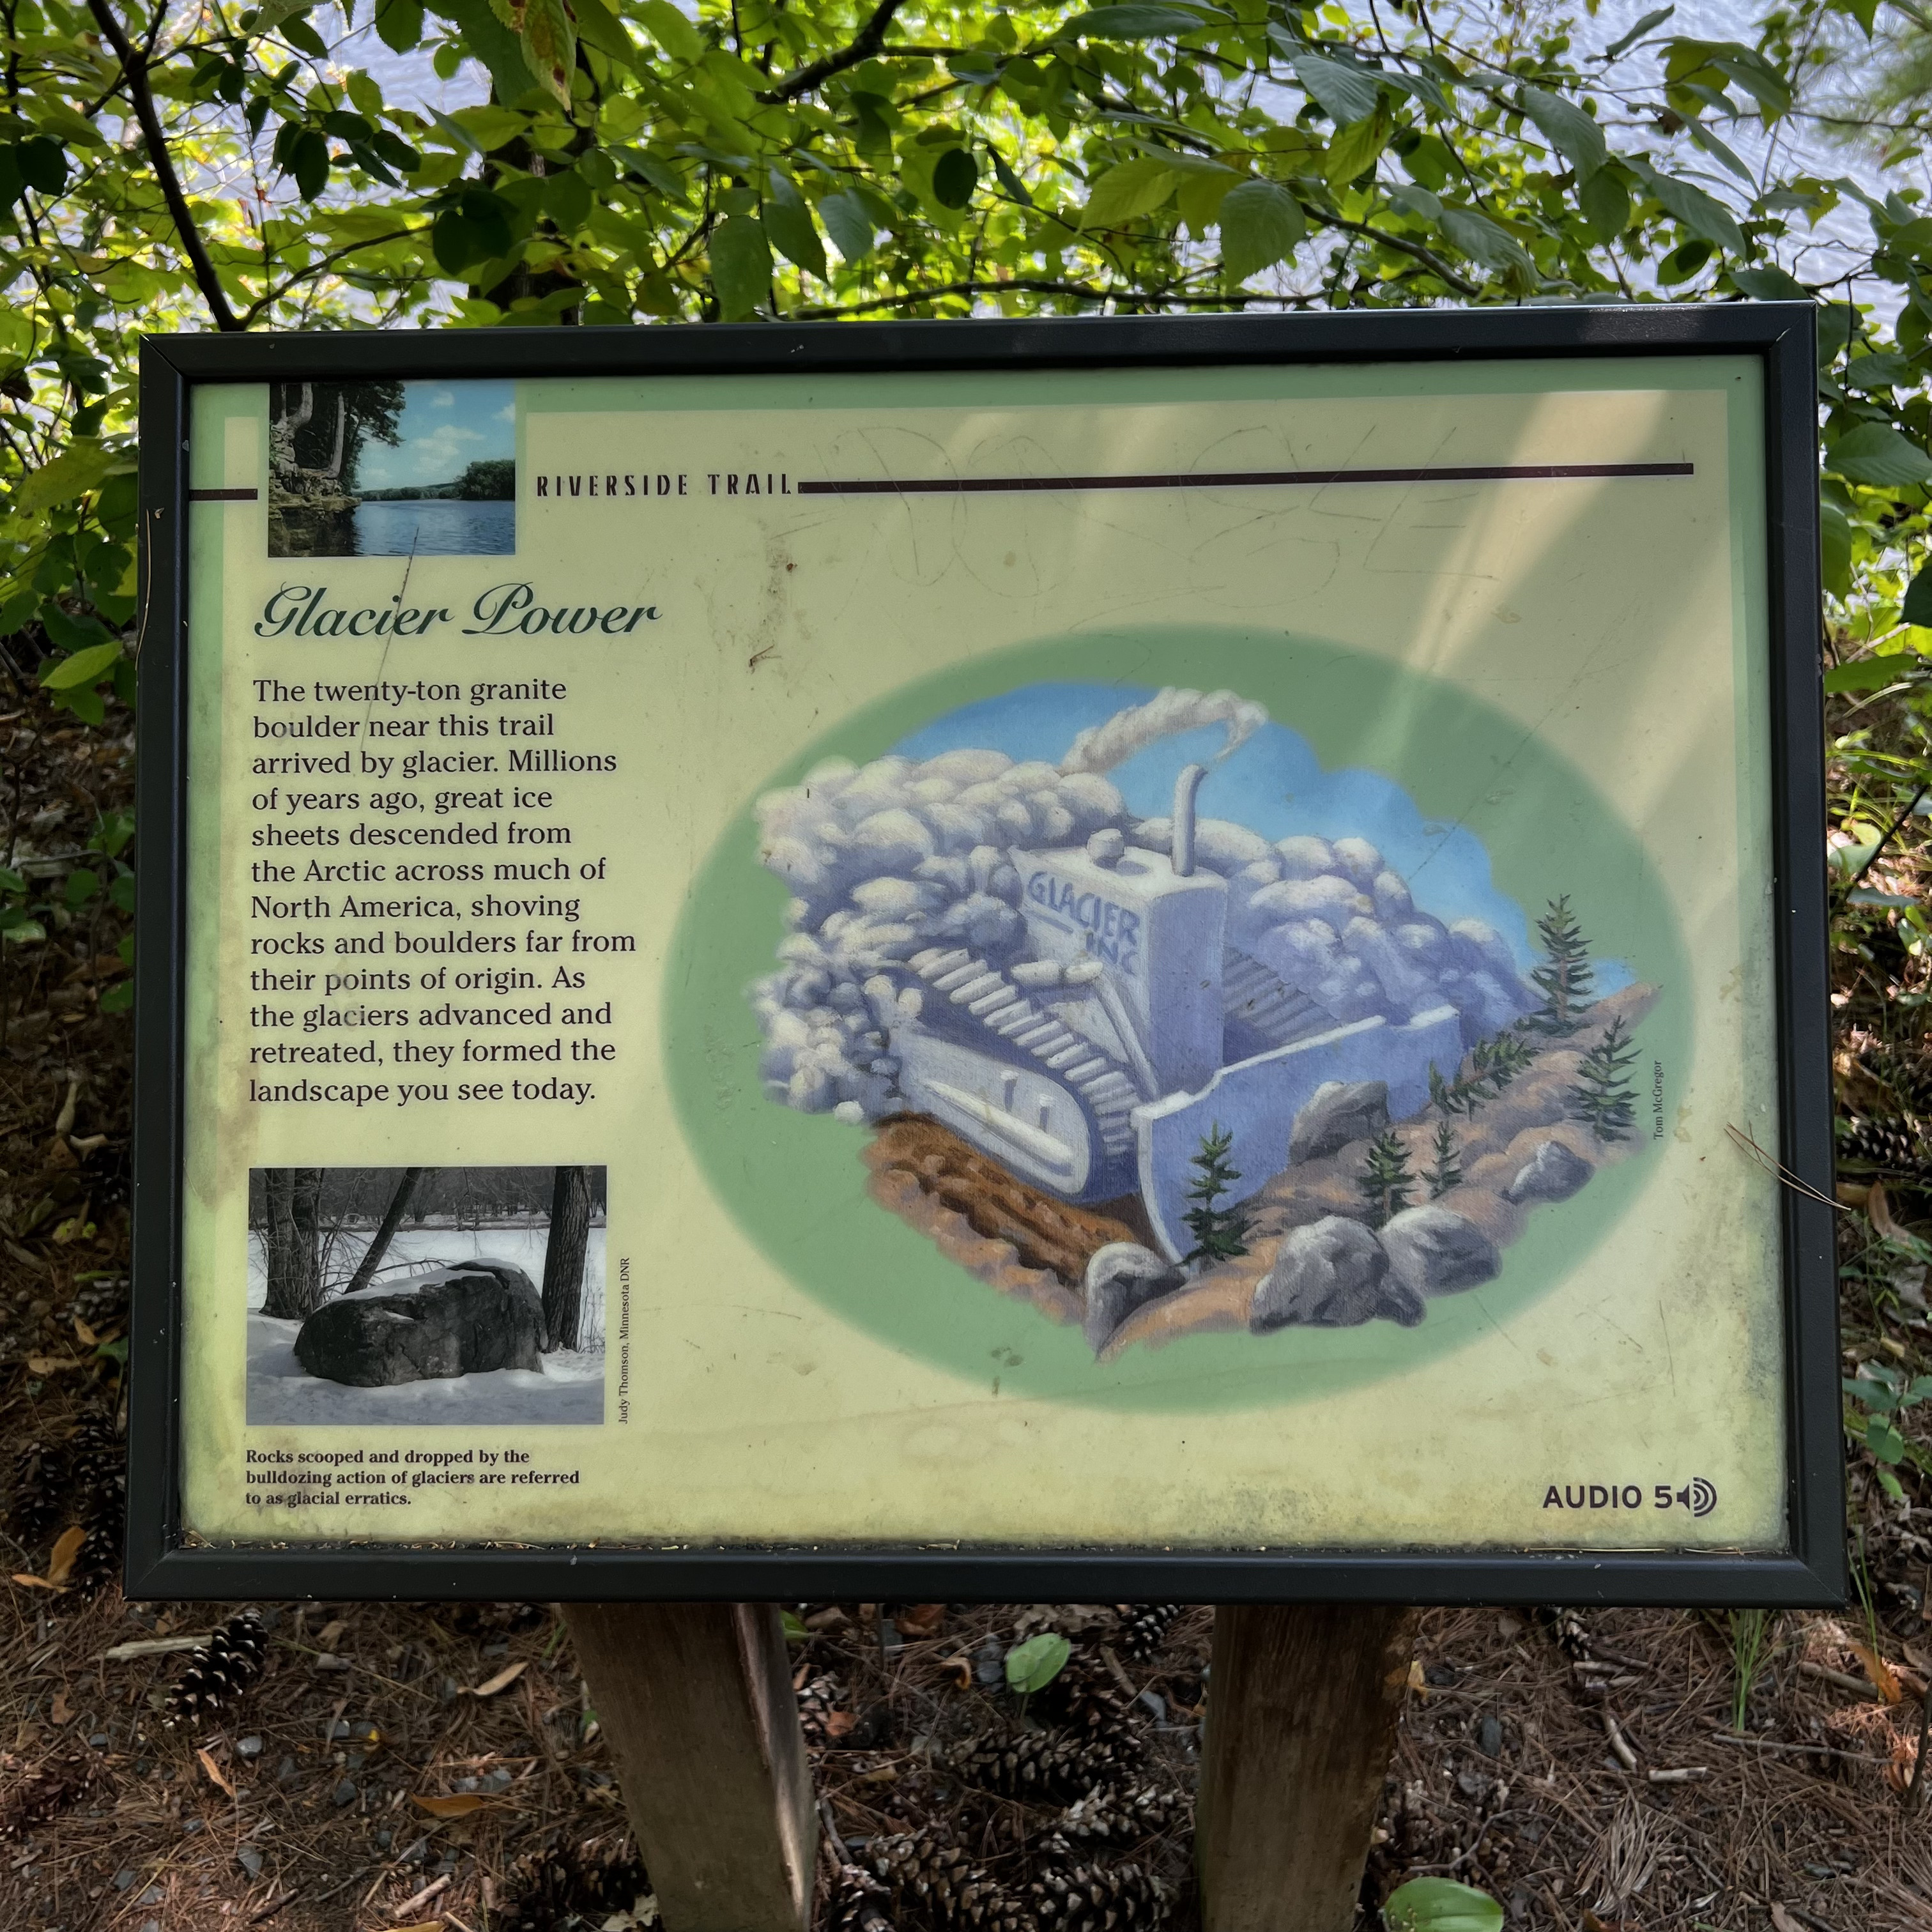 RIVERSIDE TRAIL
Glacier Power
The twenty-ton granite
boulder near this trail
arrived by glacier. Millions
of years ago, great ice
sheets descended from
the Arctic across much of
North America, shoving
rocks and boulders far from
their points of origin. As
the glaciers advanced and
retreated, they formed the
landscape you see today.
GLACIER
INC
Tom McGregor
Judy Thomson, Minnesota DNR
Rocks scooped and dropped by the
bulldozing action of glaciers are referred
to as glacial erratics.
AUDIO 5